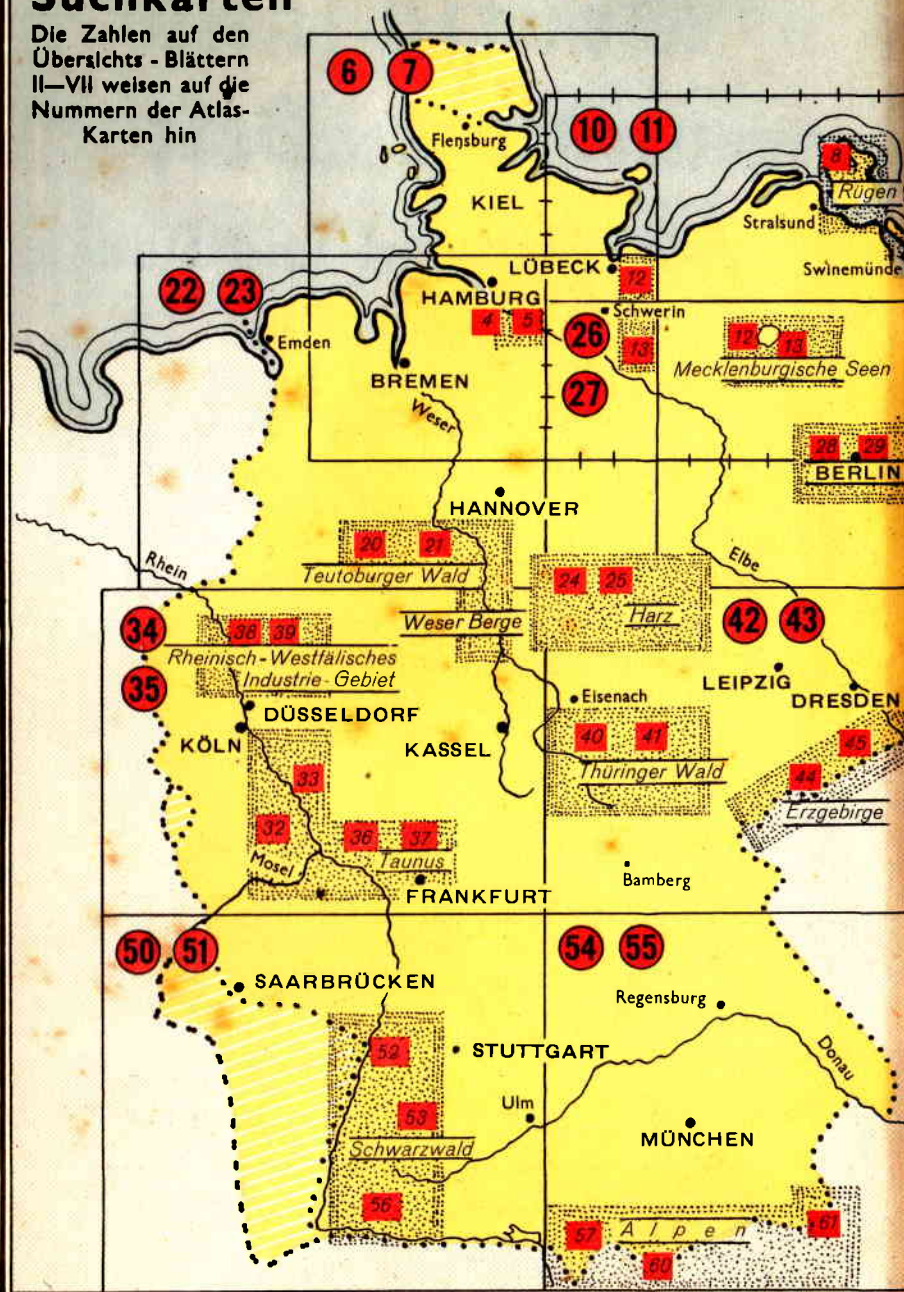 Suchkarten
Die Zahlen auf den
Übersichts - Blättern
II—VII weisen auf die
Nummern der Atlas-
Karten hin
6 7
Flensburg
10 11
8
Rügen
KIEL
Stralsund
LÜBECK
12
Swinemünde
22 23
HAMBURG
4 5
Schwerin
26
13
12 13
Mecklenburgische Seen
Emden
BREMEN
27
Weser
28 29
BERLIN
HANNOVER
20 21
Teutoburger Wald
Rhein
Elbe
24 25
Harz
34
38 39
Weser Berge
42 43
Rheinisch-Westfälisches
Industrie-Gebiet
35
LEIPZIG
Eisenach
DRESDEN
DÜSSELDORF
KÖLN
KASSEL
40 41
Thüringer Wald
45
44
Erzgebirge
33
32
36 37
Mosel
Taunus
FRANKFURT
Bamberg
50 51
54 55
SAARBRÜCKEN
Regensburg
52
STUTTGART
Donau
53
Ulm
Schwarzwald
MÜNCHEN
56
57
Alpen
61
60